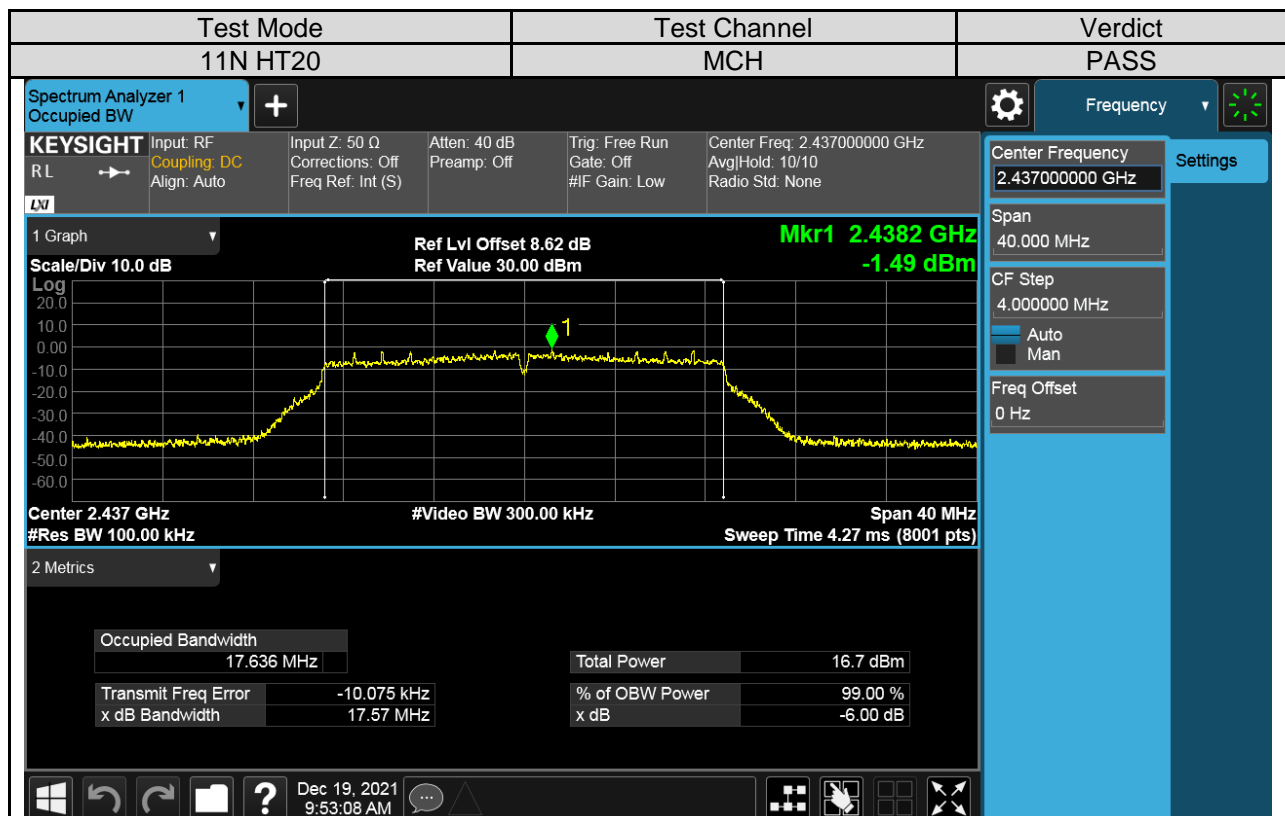 Test Mode Test Channel Verdict
11N HT20 MCH PASS
Spectrum Analyzer 1
Occupied BW
+
Frequency
KEYSIGHT Input: RF Input Z: 50 Ω Atten: 40 dB Trig: Free Run Center Freq: 2.437000000 GHz
RL Coupling: DC Corrections: Off Preamp: Off Gate: Off Avg|Hold: 10/10
Align: Auto Freq Ref: Int (S) #IF Gain: Low Radio Std: None
LXI
Center Frequency
2.437000000 GHz
Settings
Span
40.000 MHz
CF Step
4.000000 MHz
Auto
Man
Freq Offset
0 Hz
1 Graph Ref Lvl Offset 8.62 dB Mkr1 2.4382 GHz
Scale/Div 10.0 dB Ref Value 30.00 dBm -1.49 dBm
Log
20.0
10.0
1
0.00
-10.0
-20.0
-30.0
-40.0
-50.0
-60.0
Center 2.437 GHz #Video BW 300.00 kHz Span 40 MHz
#Res BW 100.00 kHz Sweep Time 4.27 ms (8001 pts)
2 Metrics
Occupied Bandwidth
17.636 MHz Total Power 16.7 dBm
Transmit Freq Error -10.075 kHz % of OBW Power 99.00 %
x dB Bandwidth 17.57 MHz x dB -6.00 dB
? Dec 19, 2021
9:53:08 AM